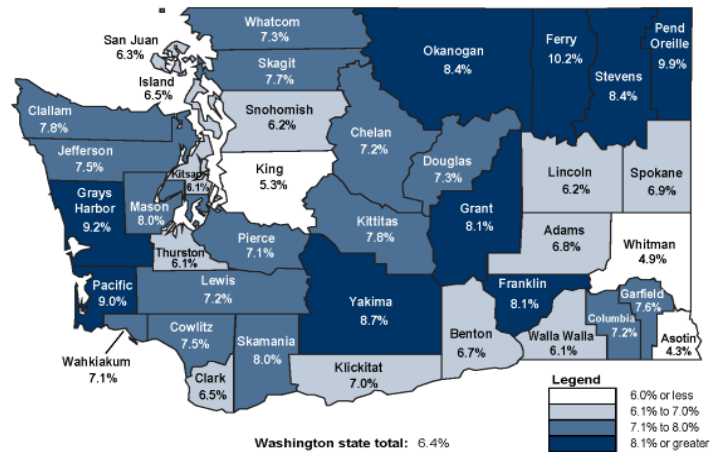 Whatcom
7.3%
San Juan
6.3%
Skagit
7.7%
Island
6.5%
Okanogan
8.4%
Ferry
10.2%
Stevens
8.4%
Pend
Oreille
9.9%
Clallam
7.8%
Snohomish
6.2%
Chelan
7.2%
Jefferson
7.5%
Kitsap
6.1%
King
5.3%
Douglas
7.3%
Lincoln
6.2%
Spokane
6.9%
Grays
Harbor
9.2%
Mason
8.0%
Kittitas
7.8%
Grant
8.1%
Adams
6.8%
Whitman
4.9%
Thurston
6.1%
Pierce
7.1%
Pacific
9.0%
Lewis
7.2%
Yakima
8.7%
Franklin
8.1%
Garfield
7.6%
Columbia
7.2%
Asotin
4.3%
Wahkiakum
7.1%
Cowlitz
7.5%
Skamania
8.0%
Benton
6.7%
Walla Walla
6.1%
Clark
6.5%
Klickitat
7.0%
Legend
6.0% or less
6.1% to 7.0%
7.1% to 8.0%
8.1% or greater
Washington state total: 6.4%